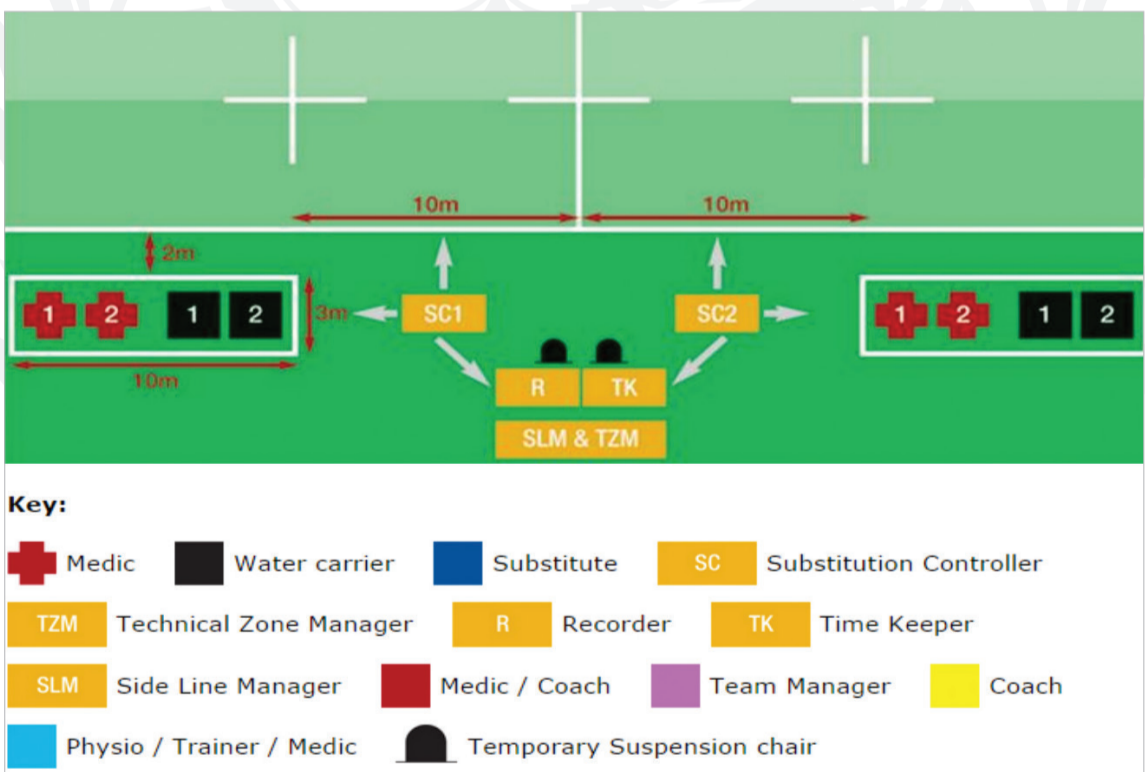 10m 10m
2m
1 2 1 2 3m SC1 SC2 1 2 1 2
10m
R TK
SLM & TZM
Key:
Medic Water carrier Substitute SC Substitution Controller
TZM Technical Zone Manager R Recorder TK Time Keeper
SLM Side Line Manager Medic / Coach Team Manager Coach
Physio / Trainer / Medic Temporary Suspension chair